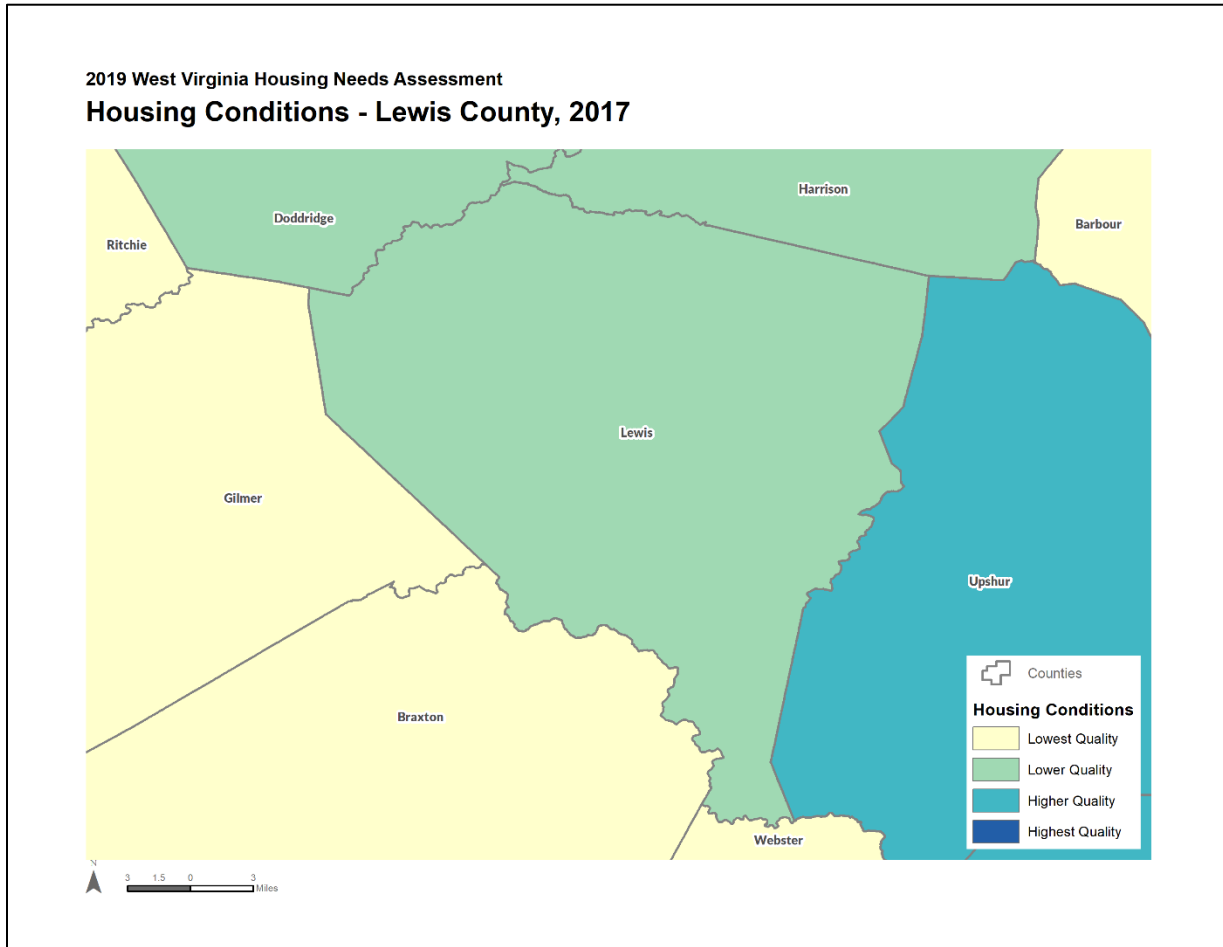 2019 West Virginia Housing Needs Assessment
Housing Conditions - Lewis County, 2017
Harrison
Doddridge
Barbour
Ritchie
Lewis
Gilmer
Upshur
Braxton
Webster
Counties
Housing Conditions
Lowest Quality
Lower Quality
Higher Quality
Highest Quality
N
3 1.5 0 3
Miles